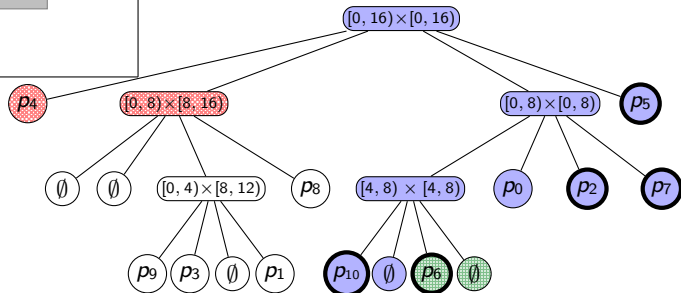 [0, 16)×[0, 16)
p4 [0, 8)×[8, 16) [0, 8)×[0, 8) p5
∅ ∅ [0, 4)×[8, 12) p8 [4, 8) × [4, 8) p0 p2 p7
p9 p3 ∅ p1 p10 ∅ p6 ∅